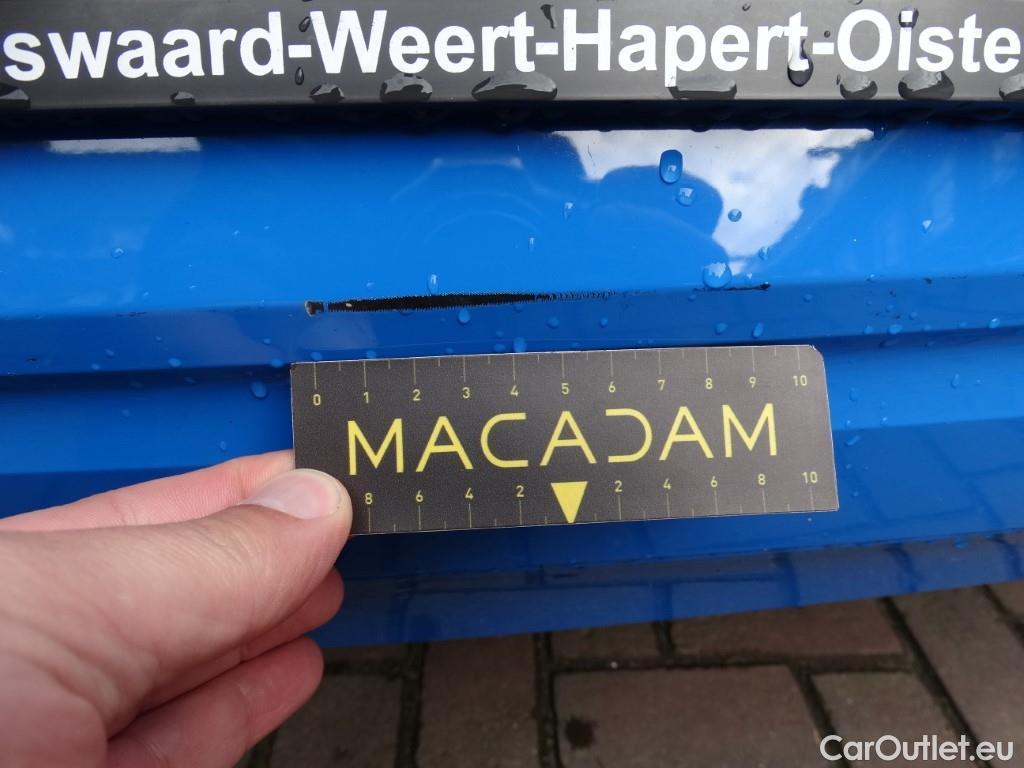 swaard-Weert-Hapert-Oiste
0 1 2 3 4 5 6 7 8 9 10
MACADAM
8 6 4 2 2 4 6 8 10
CarOutlet.eu